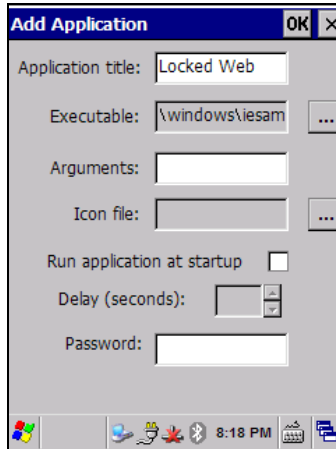 Add Application OK ×
Application title: Locked Web
Executable: \windows\iesam ...
Arguments:
Icon file: ...
Run application at startup
Delay (seconds):
Password:
8:18 PM